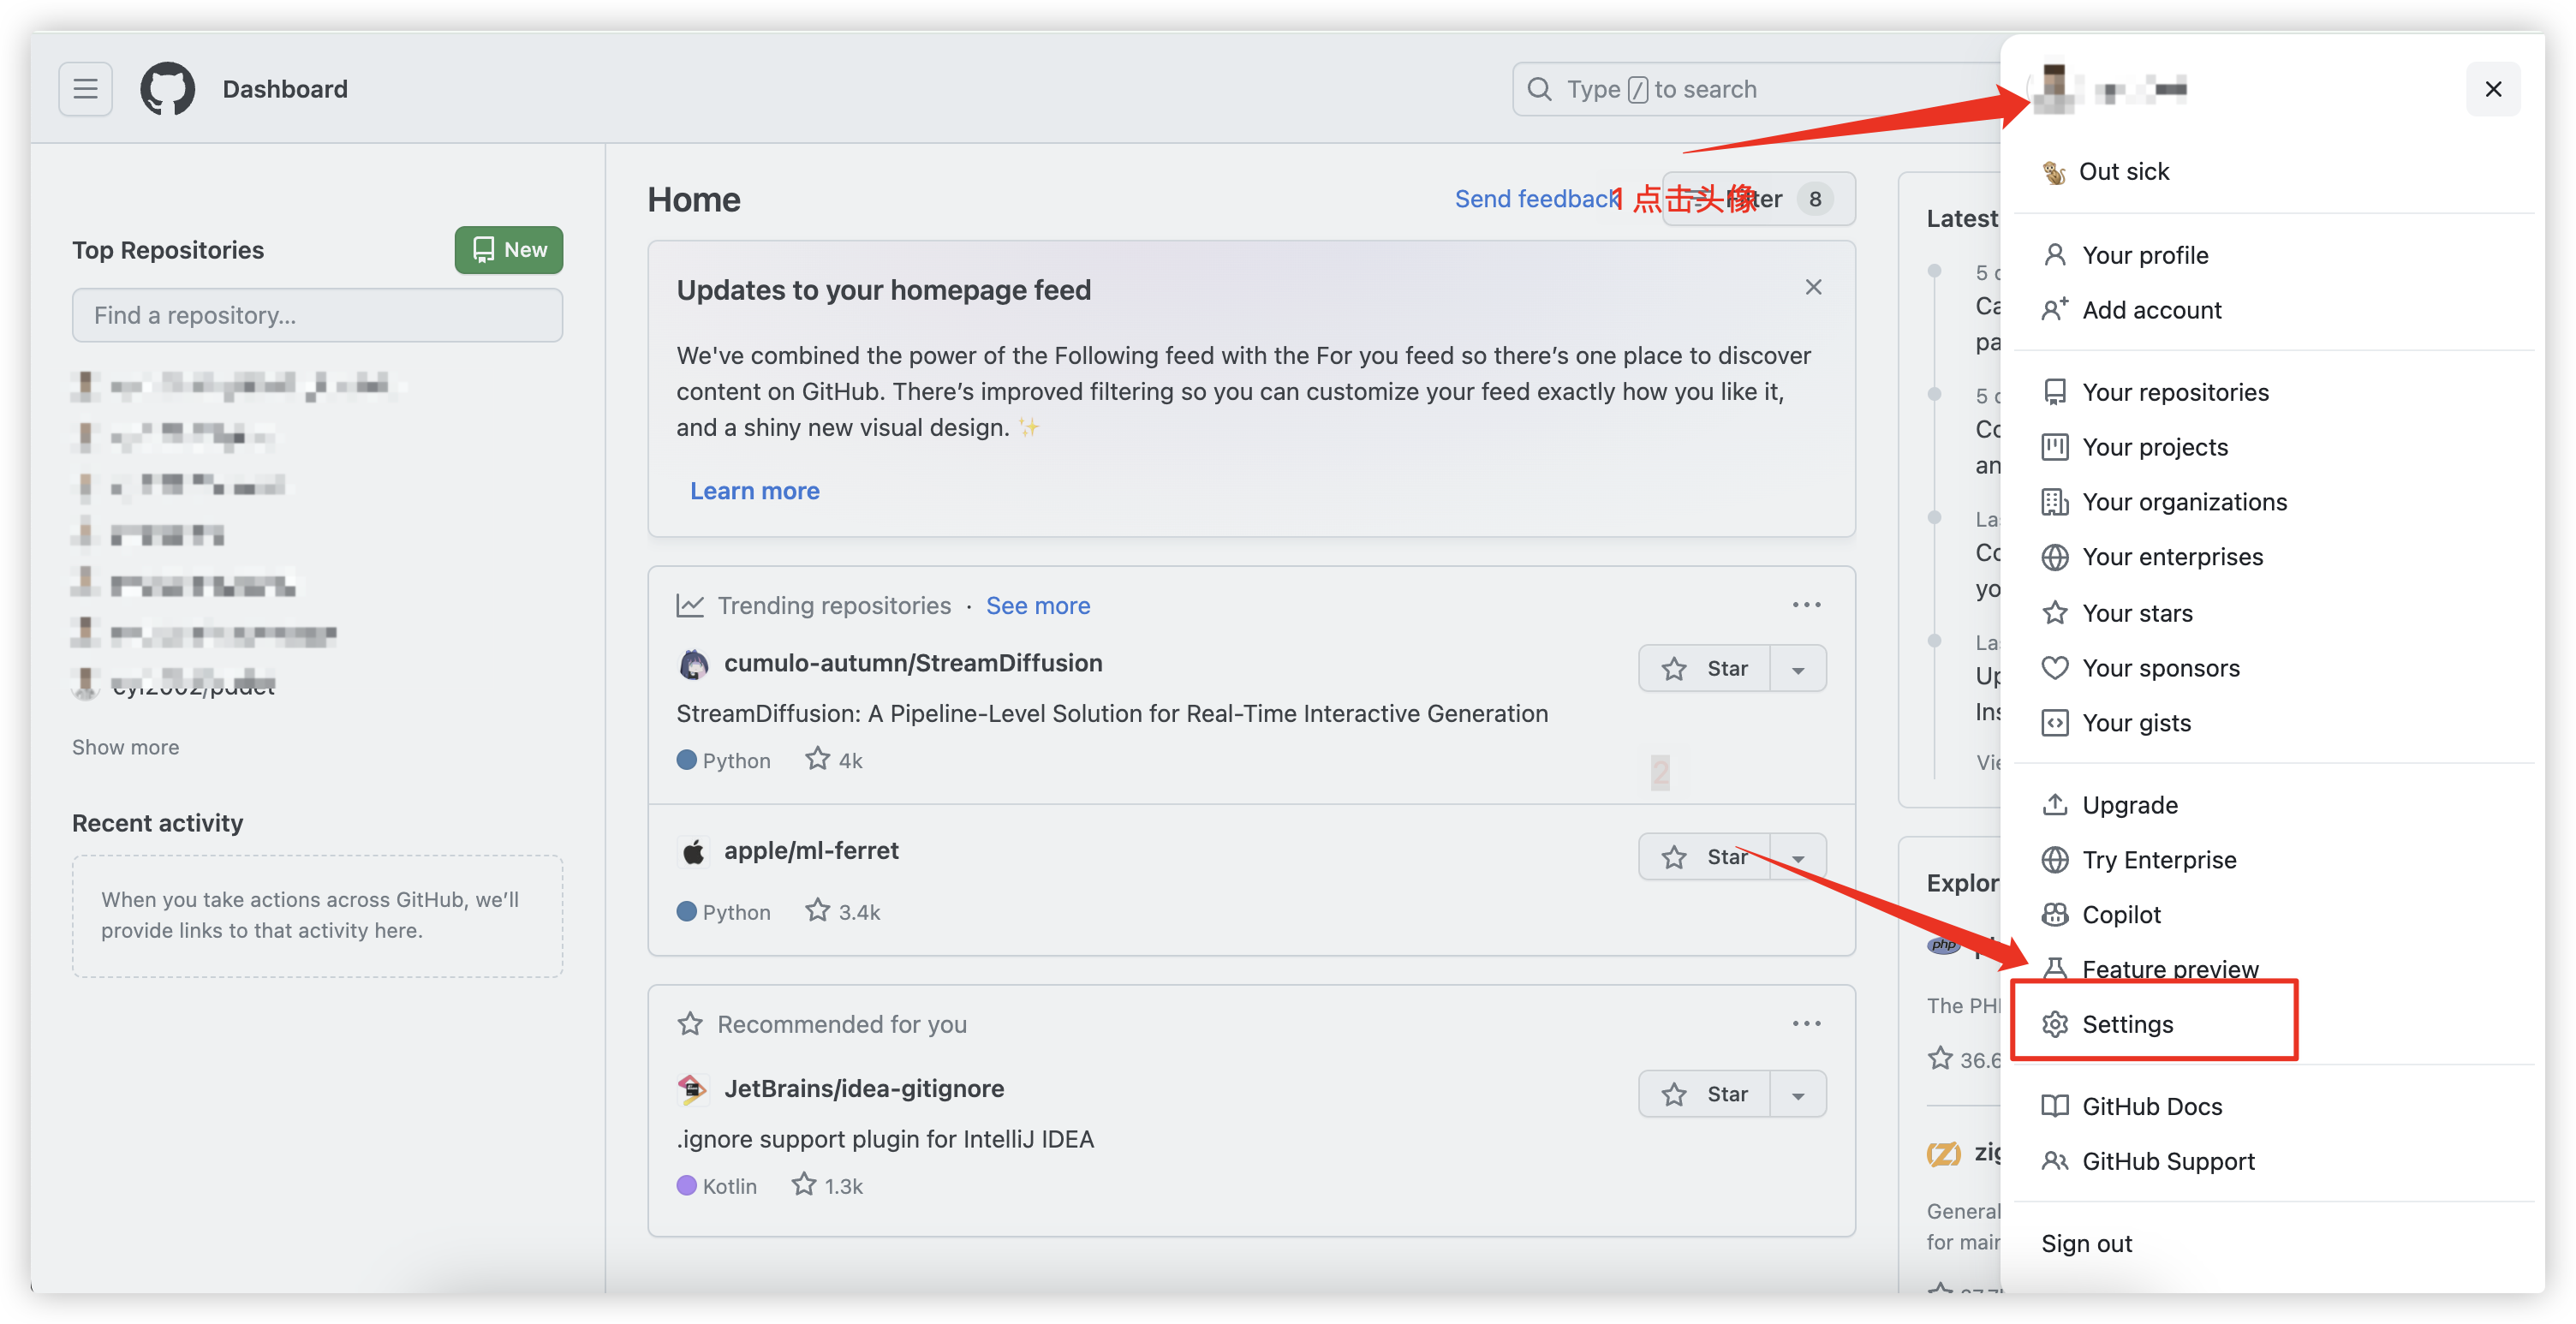 Dashboard
Type / to search
Top Repositories
New
Find a repository...
Show more
Recent activity
When you take actions across GitHub, we’ll
provide links to that activity here.
Home
Send feedback
1 点击头像
Filter 8
Updates to your homepage feed
We've combined the power of the Following feed with the For you feed so there’s one place to discover
content on GitHub. There’s improved filtering so you can customize your feed exactly how you like it,
and a shiny new visual design. ✨
Learn more
Trending repositories · See more
cumulo-autumn/StreamDiffusion
Star
StreamDiffusion: A Pipeline-Level Solution for Real-Time Interactive Generation
Python 4k
2
apple/ml-ferret
Star
Python 3.4k
Recommended for you
JetBrains/idea-gitignore
Star
.ignore support plugin for IntelliJ IDEA
Kotlin 1.3k
Latest
5
Ca
pa
5
Co
an
La
Co
yo
La
Up
Ins
Vie
Explor
php
The PH
36.6
zig
General
for main
Out sick
Your profile
Add account
Your repositories
Your projects
Your organizations
Your enterprises
Your stars
Your sponsors
Your gists
Upgrade
Try Enterprise
Copilot
Feature preview
Settings
GitHub Docs
GitHub Support
Sign out